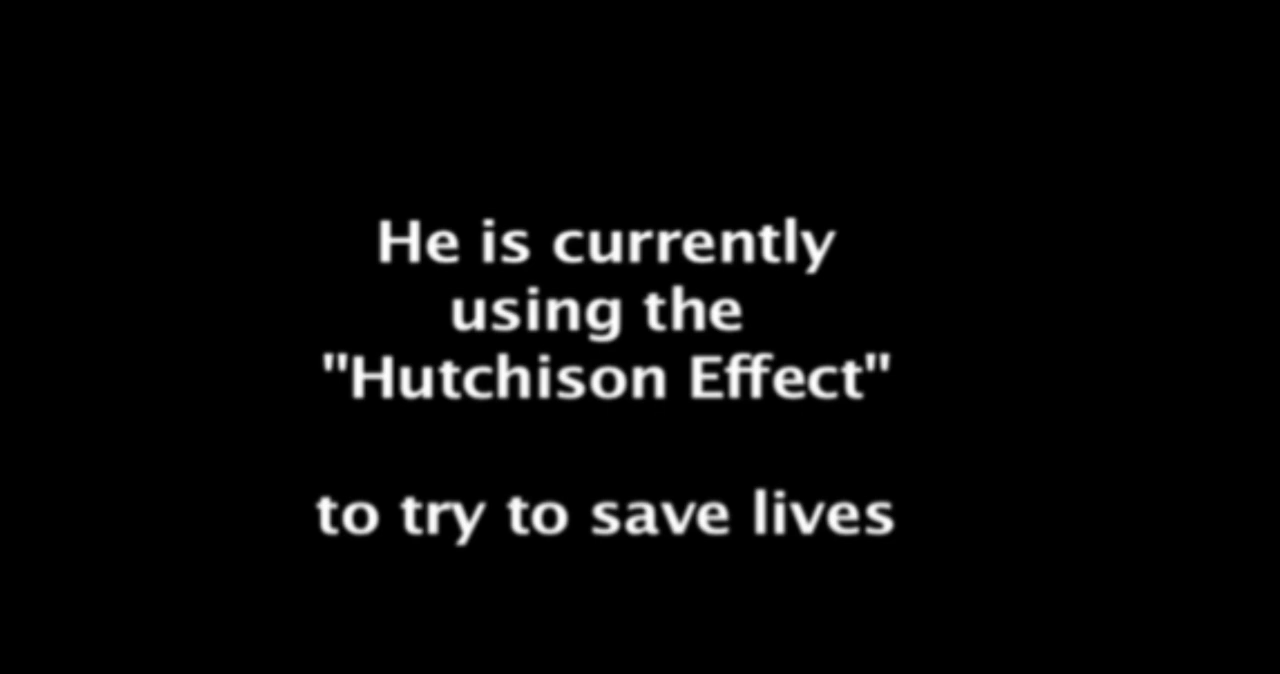 He is currently
using the
"Hutchison Effect"
to try to save lives